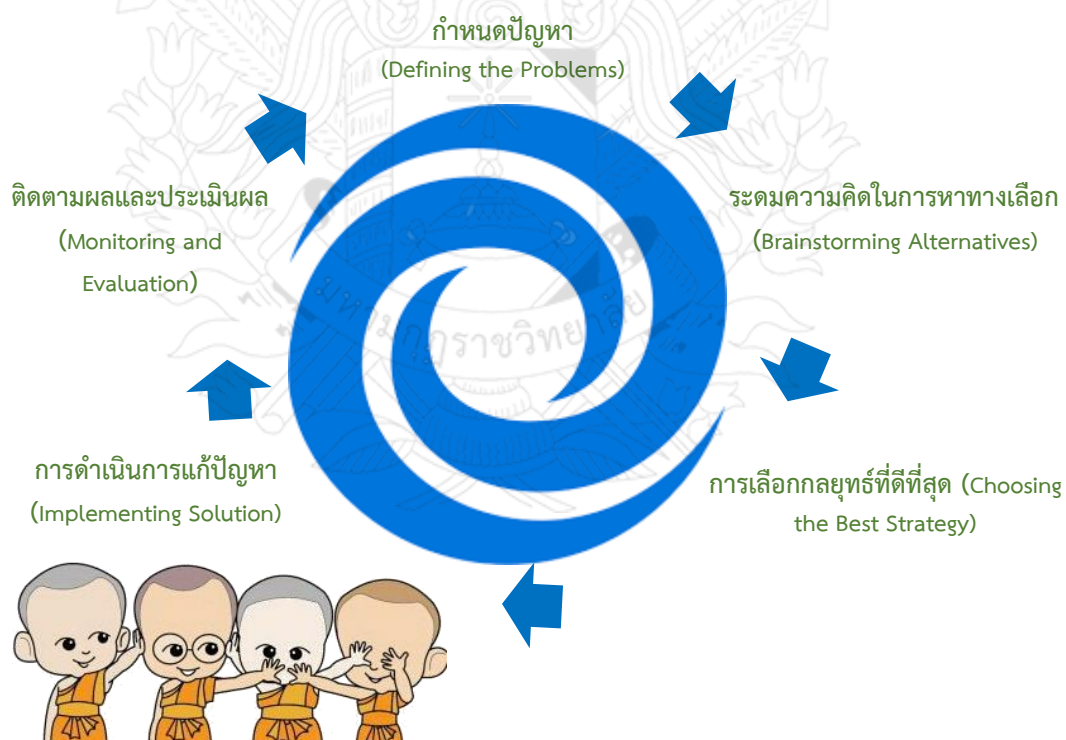 กำหนดปัญหา
(Defining the Problems)
ระดมความคิดในการหาทางเลือก
(Brainstorming Alternatives)
การเลือกกลยุทธ์ที่ดีที่สุด (Choosing
the Best Strategy)
การดำเนินการแก้ปัญหา
(Implementing Solution)
ติดตามผลและประเมินผล
(Monitoring and
Evaluation)